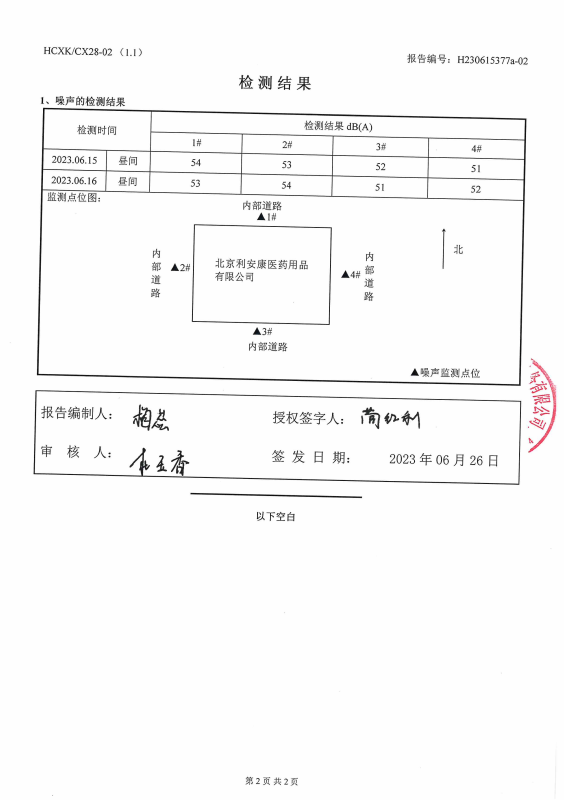 HCXK/CX28-02 （1.1）
报告编号：H230615377a-02
检测结果
1、噪声的检测结果
检测时间
检测结果 dB(A)
1# 2# 3# 4#
2023.06.15 昼间 54 53 52 51
2023.06.16 昼间 53 54 51 52
监测点位图：
内部道路
▲1#
北
内部道路
▲2#
北京利安康医药用品
有限公司
▲4#
内部道路
▲3#
内部道路
▲噪声监测点位
有限公司
报告编制人：
授权签字人：
审 核 人：
签 发 日 期： 2023 年 06 月 26 日
以下空白
第 2 页 共 2 页